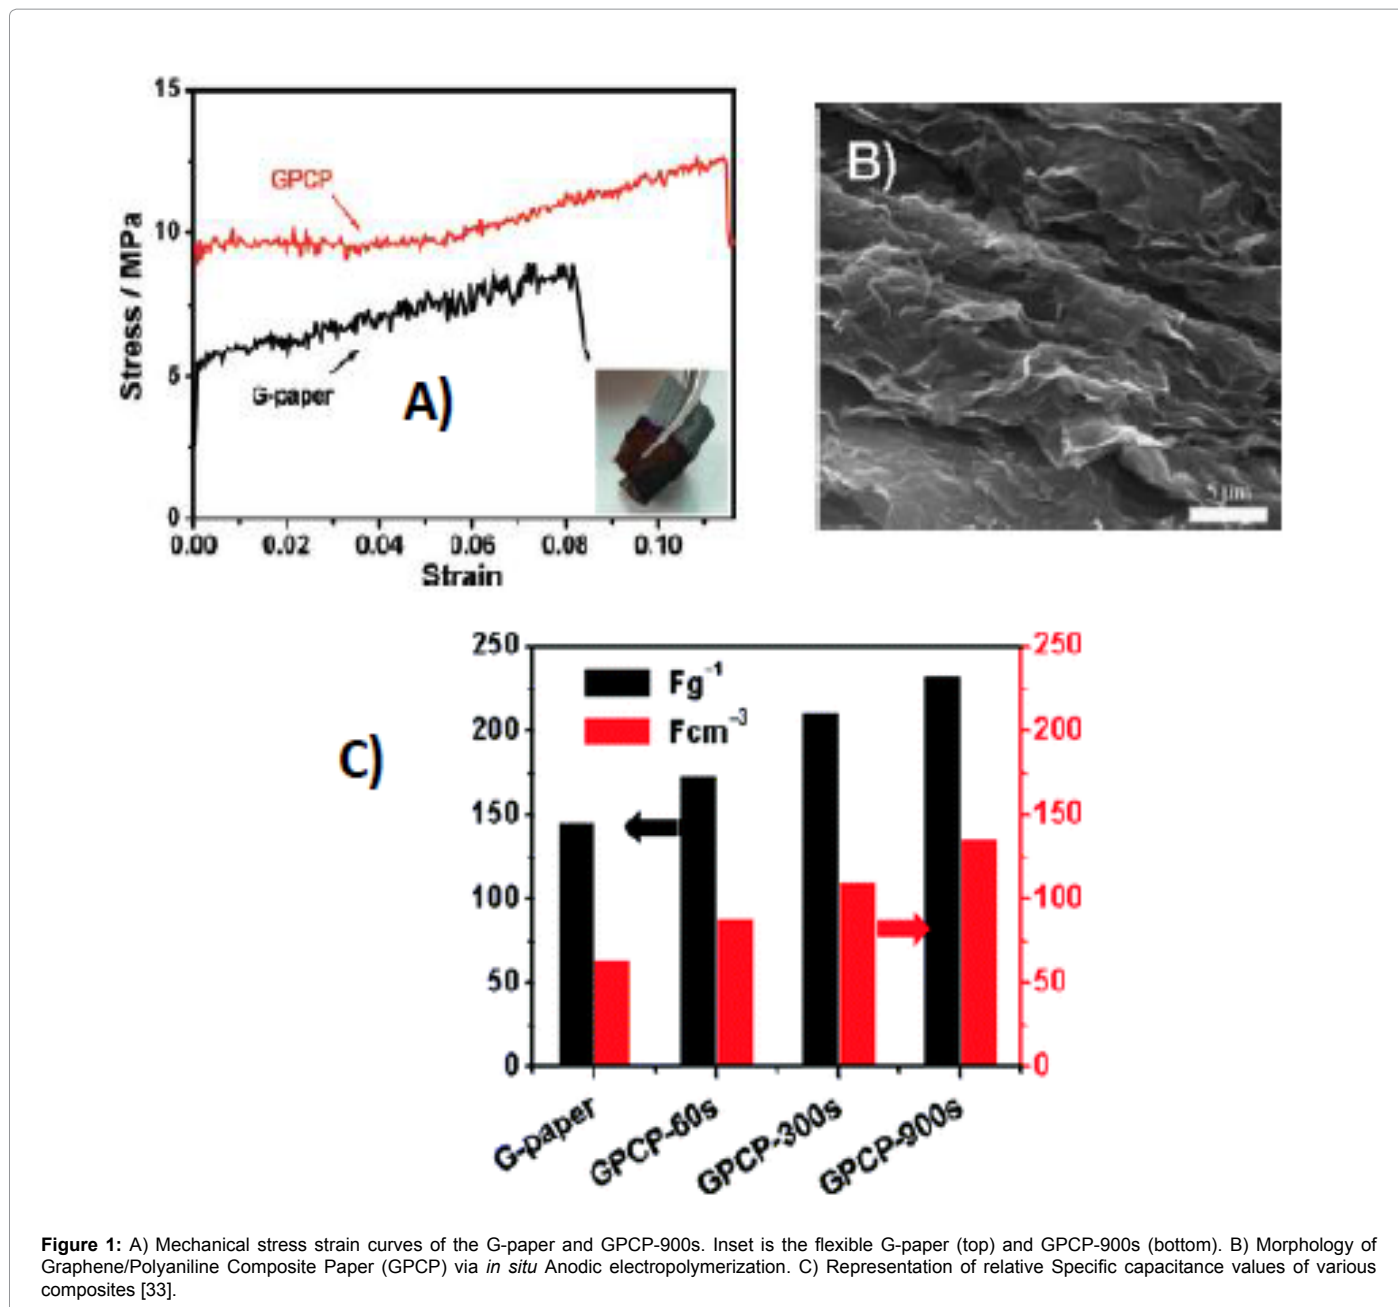 15
10
5
0
Stress / MPa
GPCP
G-paper
A)
0.00 0.02 0.04 0.06 0.08 0.10
Strain
B)
5 μm
C)
250
200
150
100
50
0
Fg⁻¹
Fcm⁻³
250
200
150
100
50
0
G-paper
GPCP-60s
GPCP-300s
GPCP-900s
Figure 1: A) Mechanical stress strain curves of the G-paper and GPCP-900s. Inset is the flexible G-paper (top) and GPCP-900s (bottom). B) Morphology of
Graphene/Polyaniline Composite Paper (GPCP) via in situ Anodic electropolymerization. C) Representation of relative Specific capacitance values of various
composites [33].